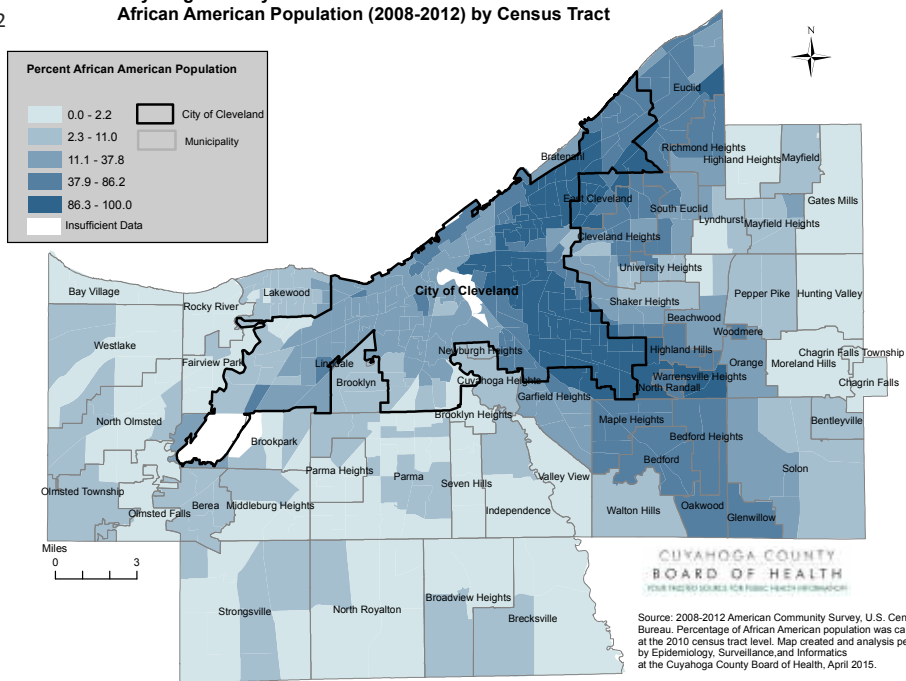 2
African American Population (2008-2012) by Census Tract
N
Percent African American Population
0.0 - 2.2
2.3 - 11.0
11.1 - 37.8
37.9 - 86.2
86.3 - 100.0
Insufficient Data
City of Cleveland
Municipality
Euclid
Bratenahl
Richmond Heights
Highland Heights
Mayfield
East Cleveland
South Euclid
Lyndhurst
Gates Mills
Mayfield Heights
Cleveland Heights
University Heights
Bay Village
Rocky River
Lakewood
City of Cleveland
Shaker Heights
Pepper Pike
Hunting Valley
Beachwood
Woodmere
Westlake
Fairview Park
Linndale
Newburgh Heights
Highland Hills
Orange
Chagrin Falls Township
Moreland Hills
Brooklyn
Cuyahoga Heights
Warrensville Heights
North Randall
Chagrin Falls
Garfield Heights
North Olmsted
Brooklyn Heights
Maple Heights
Bentleyville
Brookpark
Bedford Heights
Parma Heights
Bedford
Solon
Parma
Seven Hills
Valley View
Olmsted Township
Olmsted Falls
Berea
Middleburg Heights
Independence
Walton Hills
Oakwood
Glenwillow
Miles
0 3
Strongsville
North Royalton
Broadview Heights
Brecksville
CUYAHOGA COUNTY
BOARD OF HEALTH
YOUR TRUSTED SOURCE FOR PUBLIC HEALTH INFORMATION
Source: 2008-2012 American Community Survey, U.S. Cen
Bureau. Percentage of African American population was ca
at the 2010 census tract level. Map created and analysis pe
by Epidemiology, Surveillance,and Informatics
at the Cuyahoga County Board of Health, April 2015.